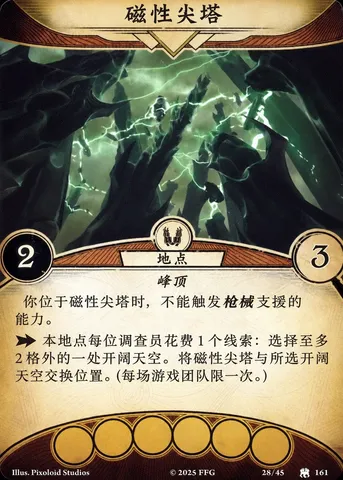 磁性尖塔
2
地点
3
峰顶
你位于磁性尖塔时，不能触发枪械支援的
能力。
本地点每位调查员花费1个线索：选择至多
2格外的一处开阔天空。将磁性尖塔与所选开阔
天空交换位置。(每场游戏团队限一次。)
Illus. Pixoloid Studios
© 2025 FFG
28/45
161